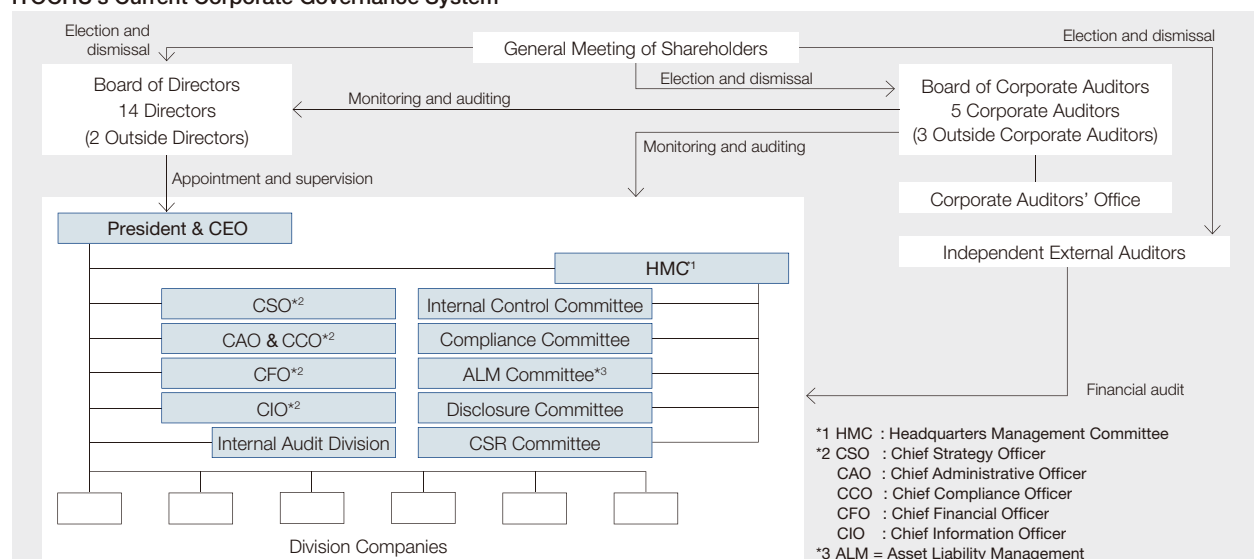 ITOCHU's Current Corporate Governance System
Election and
dismissal
General Meeting of Shareholders
Election and dismissal
Election and dismissal
Board of Directors
14 Directors
(2 Outside Directors)
Monitoring and auditing
Board of Corporate Auditors
5 Corporate Auditors
(3 Outside Corporate Auditors)
Monitoring and auditing
Appointment and supervision
Corporate Auditors' Office
President & CEO
Independent External Auditors
HMC*1
CSO*2
Internal Control Committee
CAO & CCO*2
Compliance Committee
CFO*2
ALM Committee*3
Financial audit
CIO*2
Disclosure Committee
Internal Audit Division
CSR Committee
Division Companies
*1 HMC : Headquarters Management Committee
*2 CSO : Chief Strategy Officer
CAO : Chief Administrative Officer
CCO : Chief Compliance Officer
CFO : Chief Financial Officer
CIO : Chief Information Officer
*3 ALM = Asset Liability Management